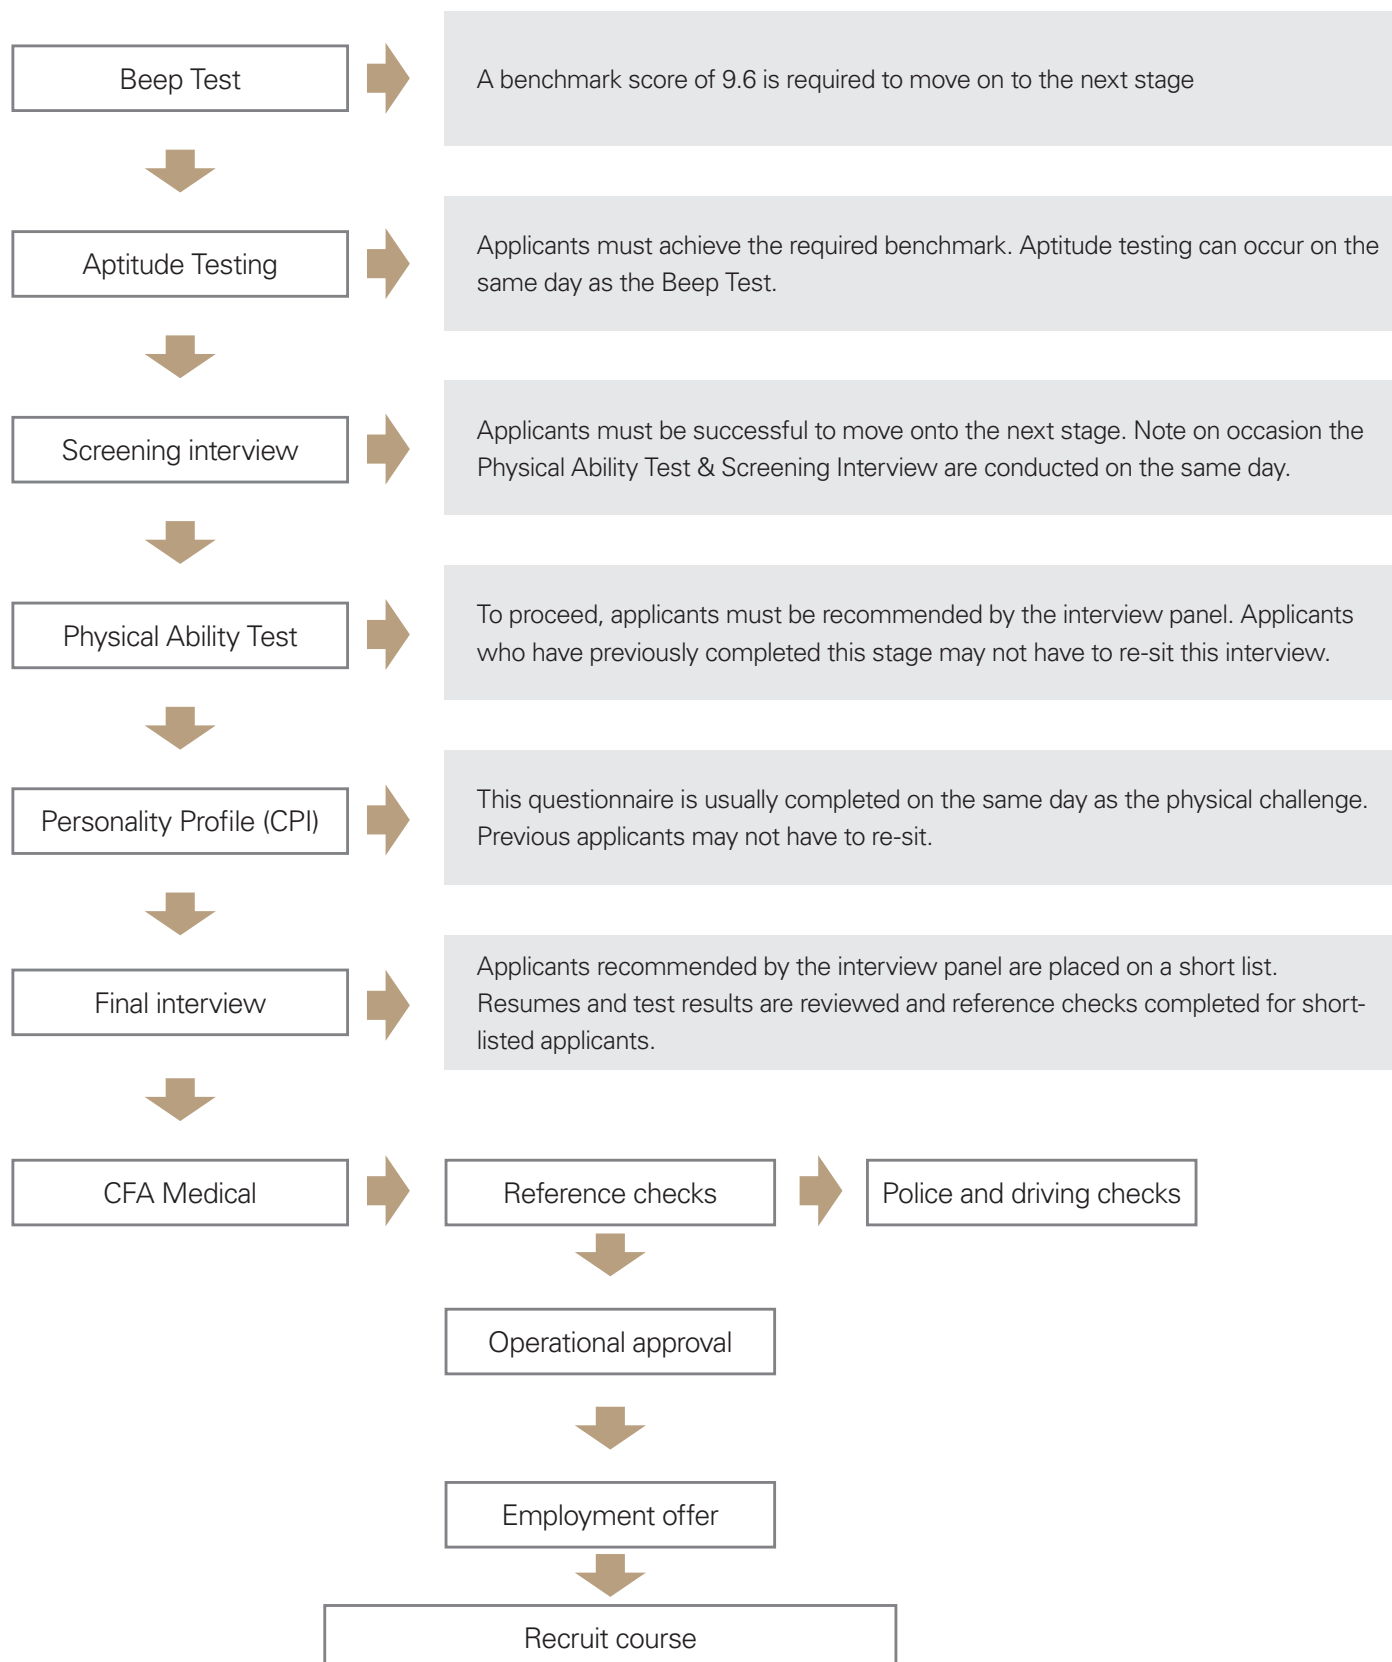 Beep Test
A benchmark score of 9.6 is required to move on to the next stage
Aptitude Testing
Applicants must achieve the required benchmark. Aptitude testing can occur on the
same day as the Beep Test.
Screening interview
Applicants must be successful to move onto the next stage. Note on occasion the
Physical Ability Test & Screening Interview are conducted on the same day.
Physical Ability Test
To proceed, applicants must be recommended by the interview panel. Applicants
who have previously completed this stage may not have to re-sit this interview.
Personality Profile (CPI)
This questionnaire is usually completed on the same day as the physical challenge.
Previous applicants may not have to re-sit.
Final interview
Applicants recommended by the interview panel are placed on a short list.
Resumes and test results are reviewed and reference checks completed for short-
listed applicants.
CFA Medical
Reference checks
Police and driving checks
Operational approval
Employment offer
Recruit course